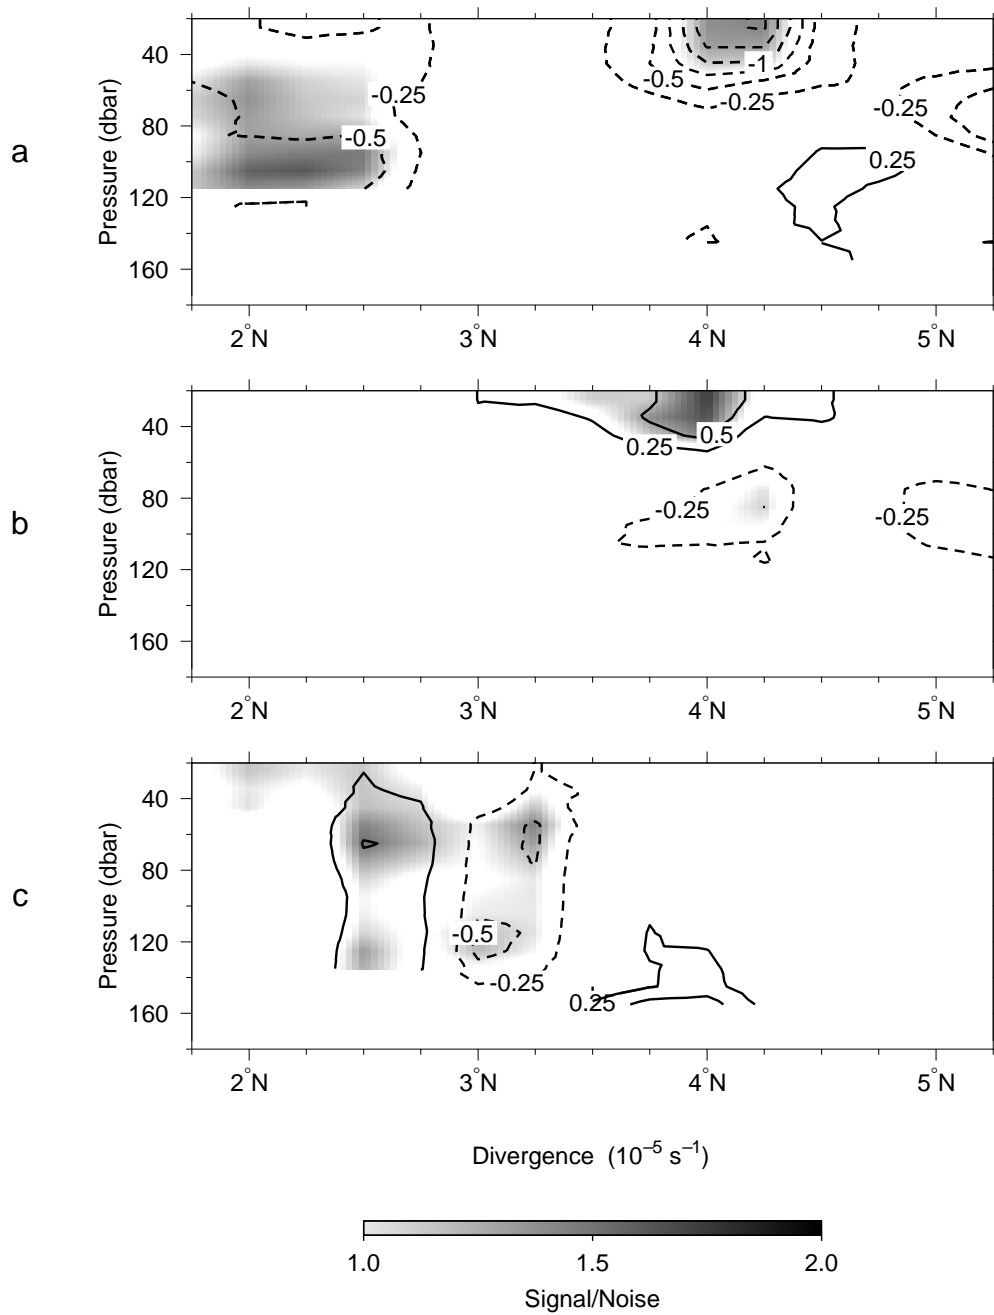 a
Pressure (dbar)
40
80
120
160
-0.25
-0.5
-0.5
-1
-0.25
-0.25
0.25
2°N
3°N
4°N
5°N
b
Pressure (dbar)
40
80
120
160
0.25
0.5
-0.25
-0.25
2°N
3°N
4°N
5°N
c
Pressure (dbar)
40
80
120
160
-0.5
-0.25
0.25
2°N
3°N
4°N
5°N
Divergence (10⁻⁵ s⁻¹)
1.0
1.5
2.0
Signal/Noise